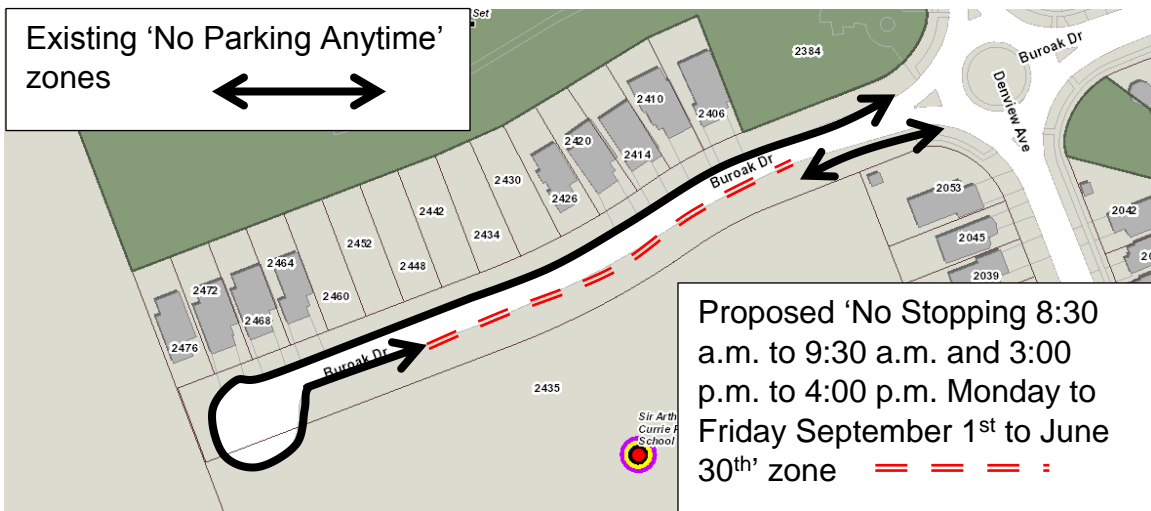 Existing ‘No Parking Anytime’
zones
Set
2384
Buroak Dr
Denview Ave
2410
2406
2420
2414
2430
2426
Buroak Dr
2442
2434
2452
2448
2053
2042
2045
2464
2460
2039
2472
2468
2476
Buroak Dr
2435
Sir Arth
Currie
School
Proposed ‘No Stopping 8:30
a.m. to 9:30 a.m. and 3:00
p.m. to 4:00 p.m. Monday to
Friday September 1st to June
30th’ zone